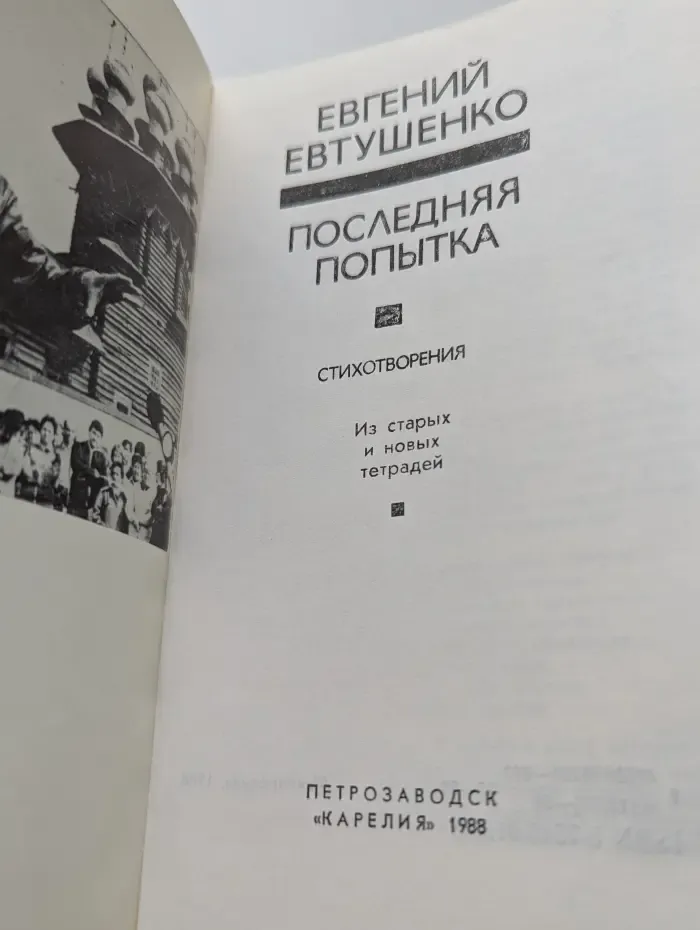 ЕВГЕНИЙ
ЕВТУШЕНКО
ПОСЛЕДНЯЯ
ПОПЫТКА
СТИХОТВОРЕНИЯ
Из старых
и новых
тетрадей
ПЕТРОЗАВОДСК
«КАРЕЛИЯ» 1988